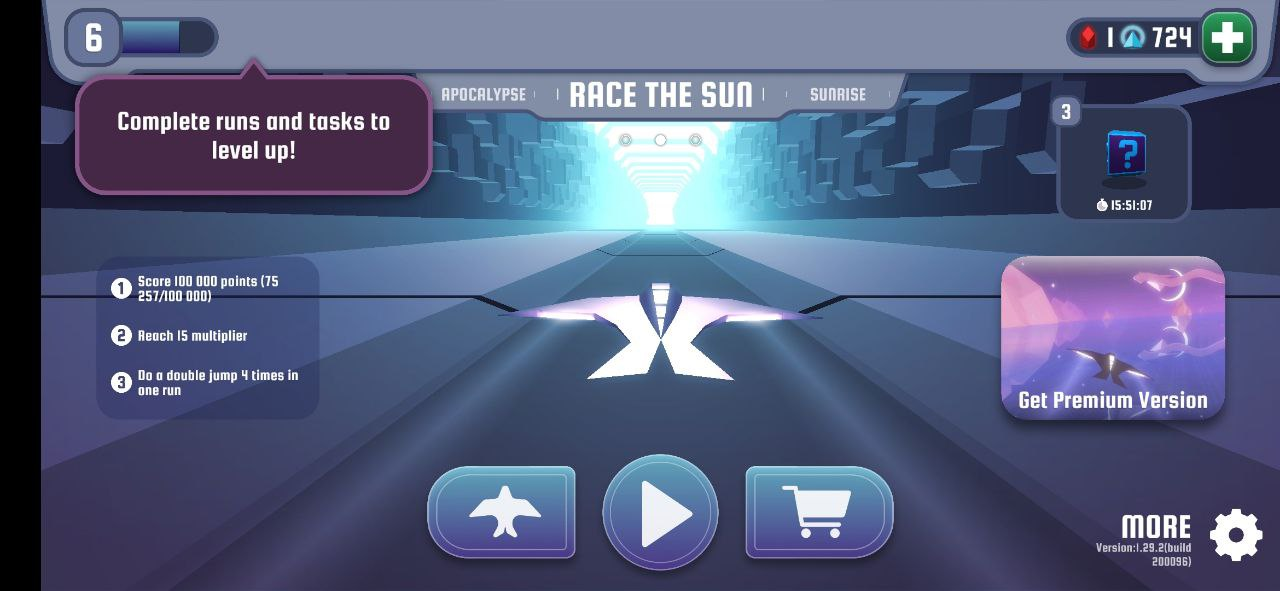 6
1 724
APOCALYPSE
RACE THE SUN
SUNRISE
Complete runs and tasks to
level up!
3
?
15:51:07
1 Score 100 000 points (75
257/100 000)
2 Reach 15 multiplier
3 Do a double jump 4 times in
one run
Get Premium Version
MORE
Version:1.29.2(build
200096)